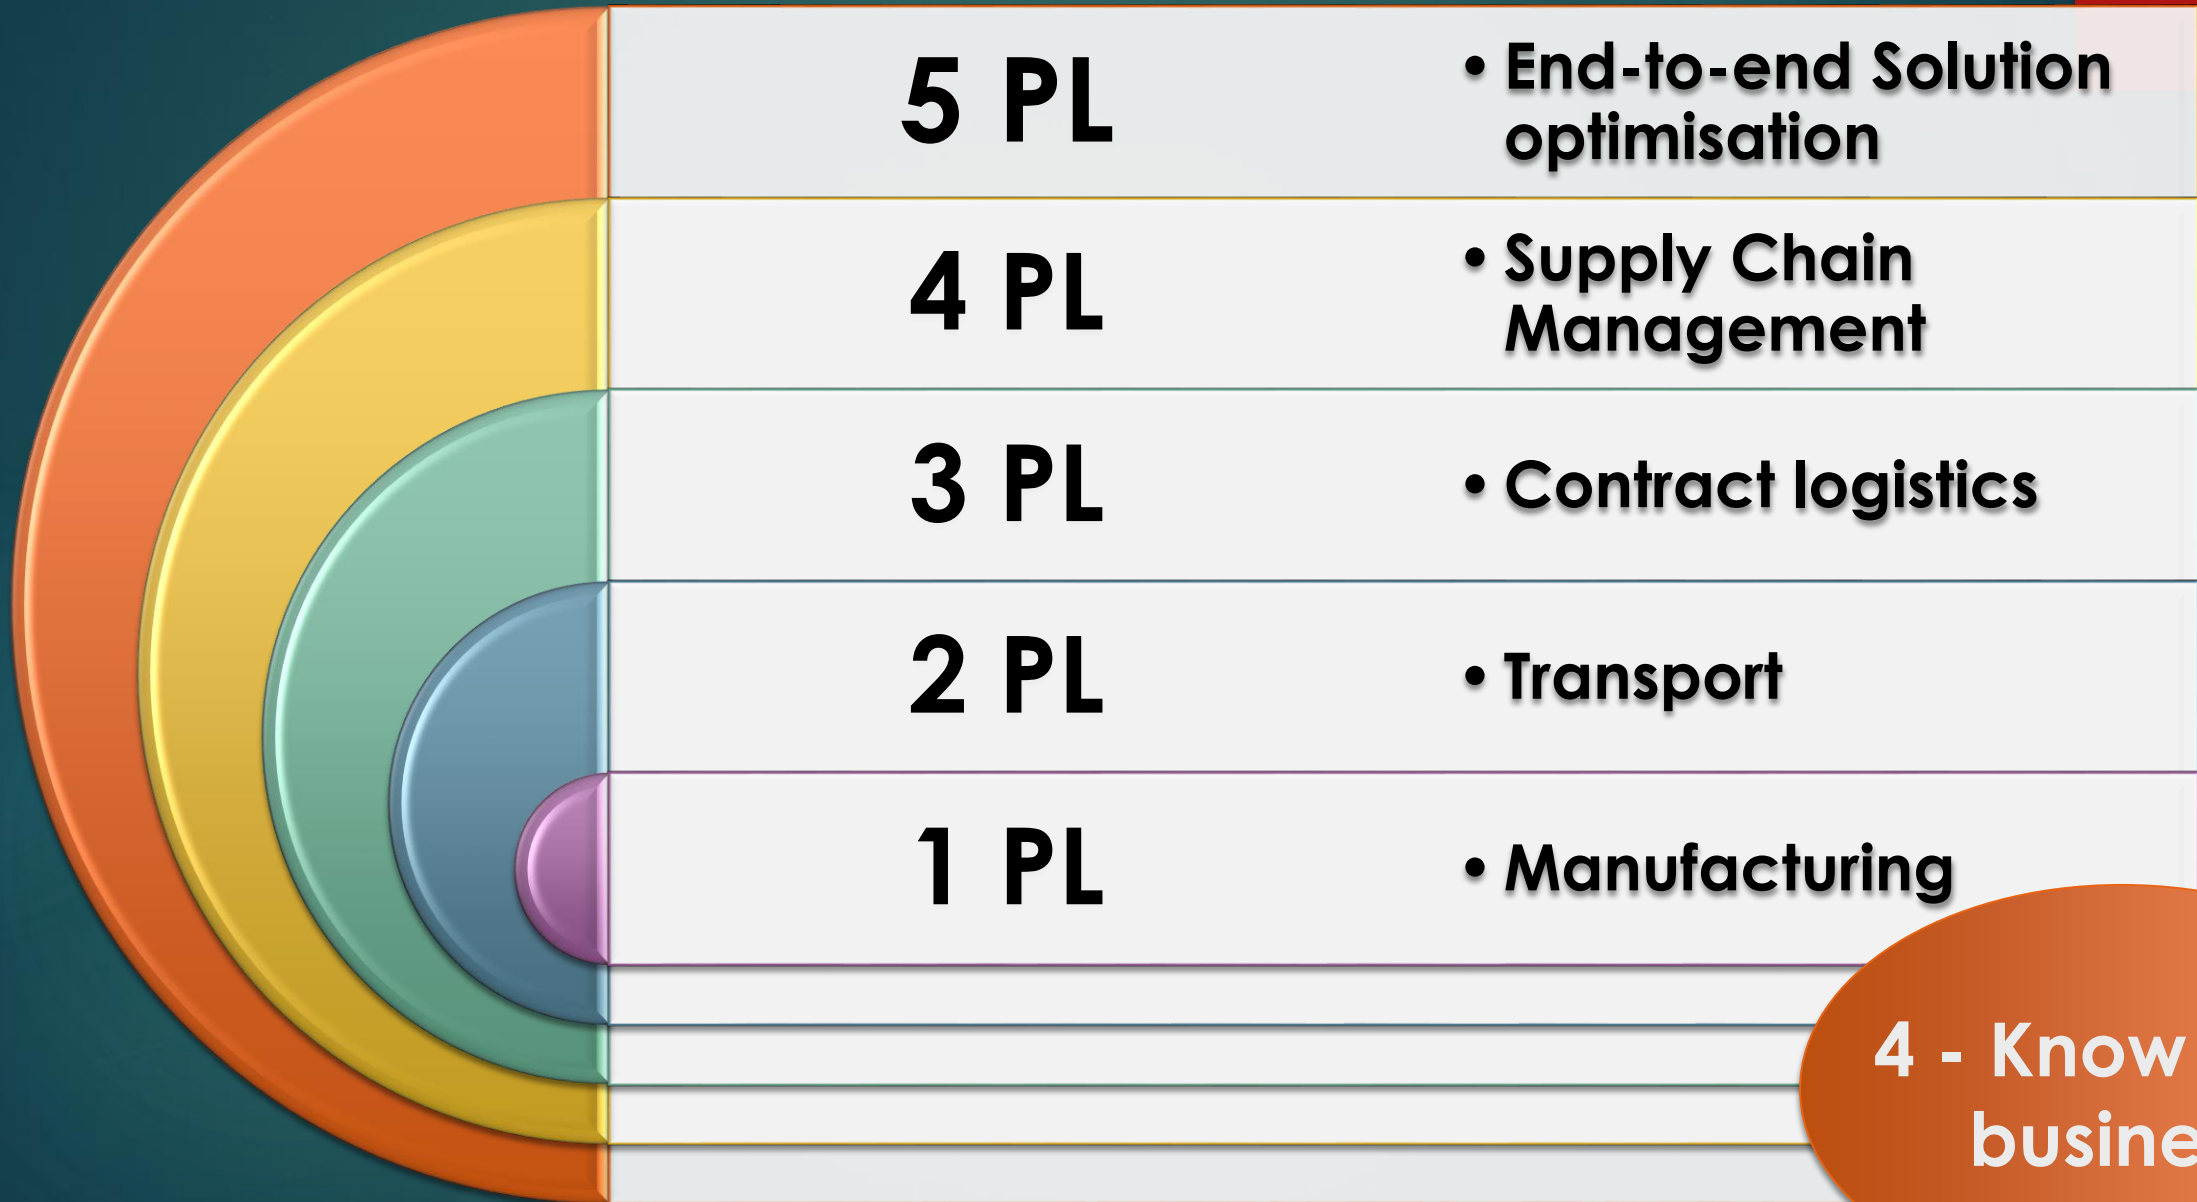 5 PL
• End-to-end Solution
optimisation
4 PL
• Supply Chain
Management
3 PL
• Contract logistics
2 PL
• Transport
1 PL
• Manufacturing
4 - Know